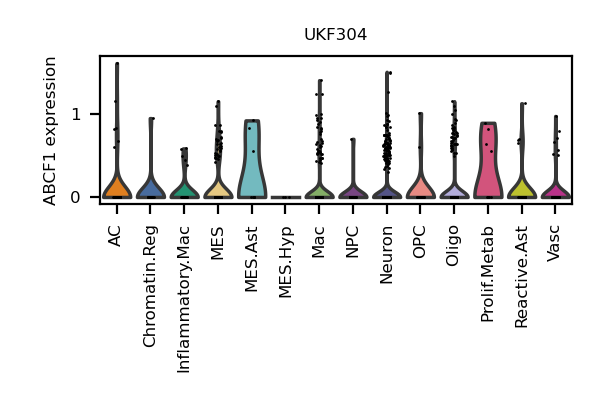 UKF304
ABCF1 expression
1
0
AC
Chromatin.Reg
Inflammatory.Mac
MES
MES.Ast
MES.Hyp
Mac
NPC
Neuron
OPC
Oligo
Prolif.Metab
Reactive.Ast
Vasc